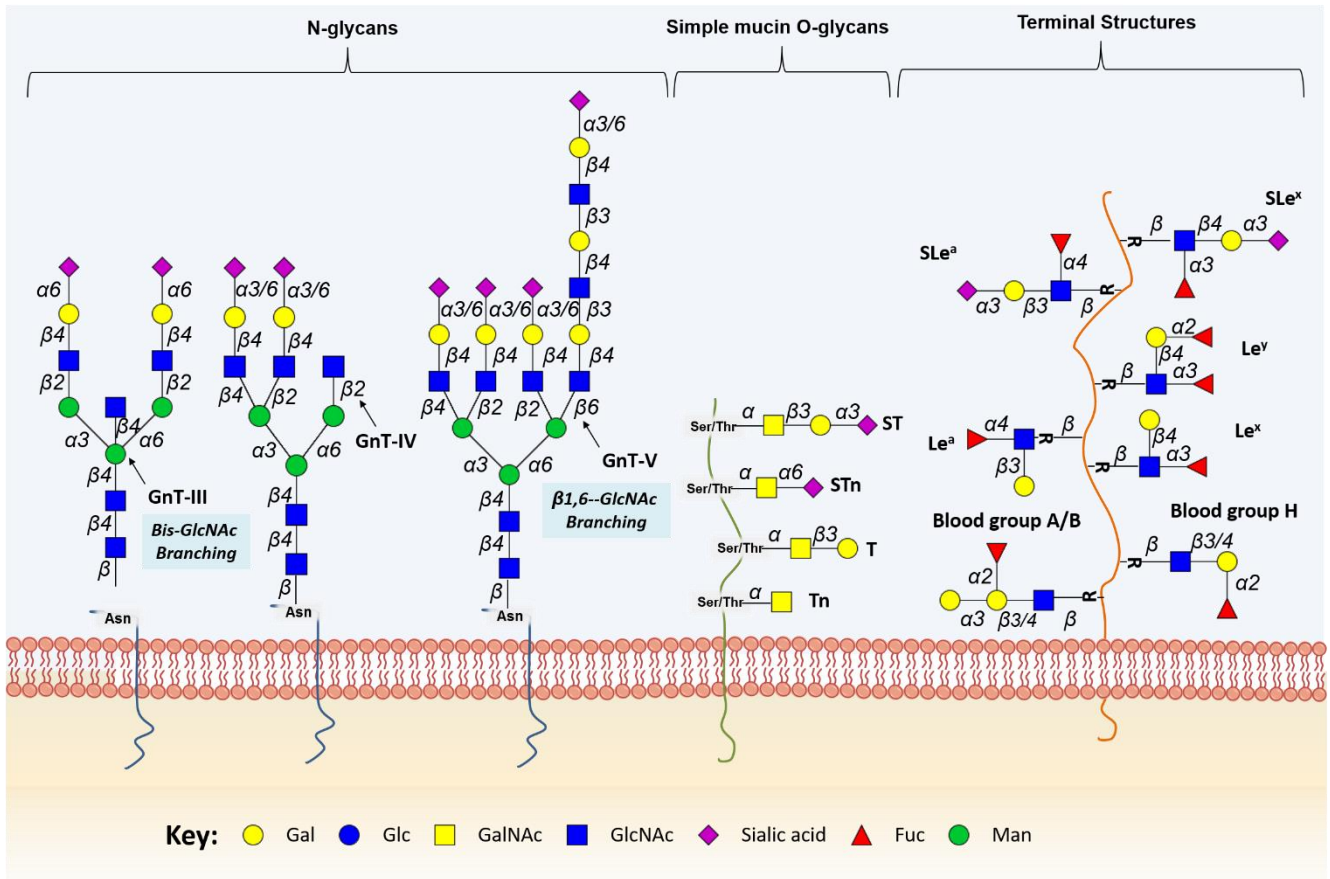 N-glycans
Simple mucin O-glycans
Terminal Structures
α6
β4
β2
α3
β4
α6
β4
β2
α6
β4
β4
β
GnT-III
Bis-GlcNAc
Branching
Asn
α3/6
α3/6
β4
β4
β4
β2
β2
α3
α6
β4
β4
β
GnT-IV
Asn
α3/6
β4
β3
β4
β3
α3/6
α3/6
α3/6
β4
β4
β4
β4
β4
β2
β2
β6
α3
α6
β4
β4
β
GnT-V
β1,6--GlcNAc
Branching
Asn
Ser/Thr α β3 α3 ST
Ser/Thr α α6 STn
Ser/Thr α β3 T
Ser/Thr α Tn
SLeˣ
R β β4 α3
α3
SLeᵃ
α4
α3 β3 β R
Leʸ
α2
β4
R β α3
Leᵃ
α4 R β
β3
Leˣ
β4
R β α3
Blood group A/B
α2
α3 β3/4 β R
Blood group H
R β β3/4
α2
Key: Gal Glc GalNAc GlcNAc Sialic acid Fuc Man